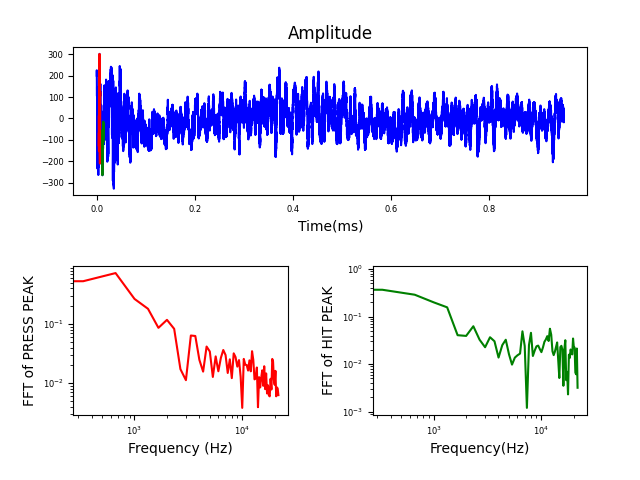 Amplitude
300
200
100
0
−100
−200
−300
0.0 0.2 0.4 0.6 0.8
Time(ms)
FFT of PRESS PEAK
10⁻¹
10⁻²
10³ 10⁴
Frequency (Hz)
FFT of HIT PEAK
10⁰
10⁻¹
10⁻²
10⁻³
10³ 10⁴
Frequency(Hz)